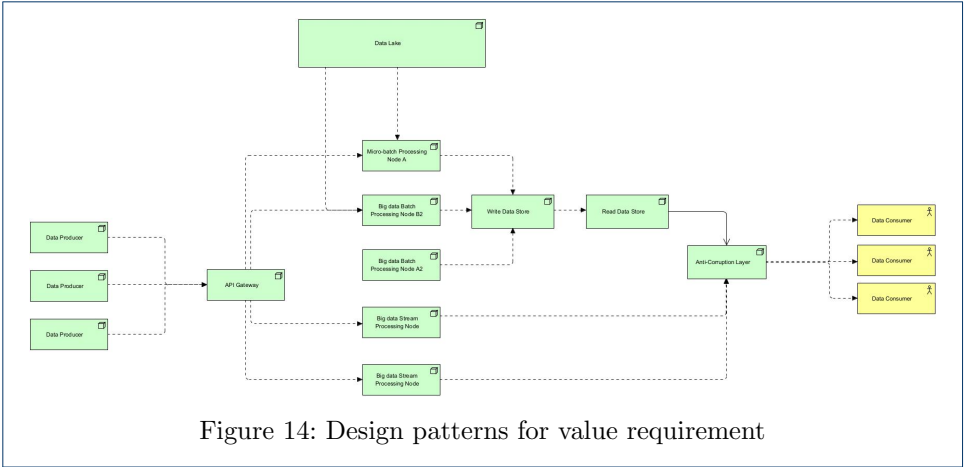 Data Lake
Micro-batch Processing
Node A
Big data Batch
Processing Node B2
Write Data Store
Read Data Store
Data Consumer
Data Producer
Big data Batch
Processing Node A2
Anti-Corruption Layer
Data Consumer
Data Producer
API Gateway
Data Consumer
Data Producer
Big data Stream
Processing Node
Big data Stream
Processing Node
Figure 14: Design patterns for value requirement